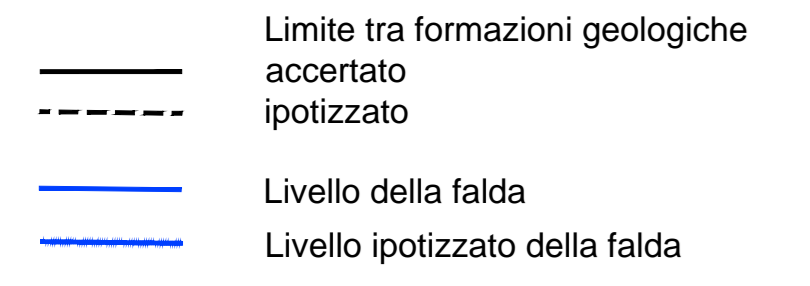 Limite tra formazioni geologiche
accertato
ipotizzato
Livello della falda
Livello ipotizzato della falda